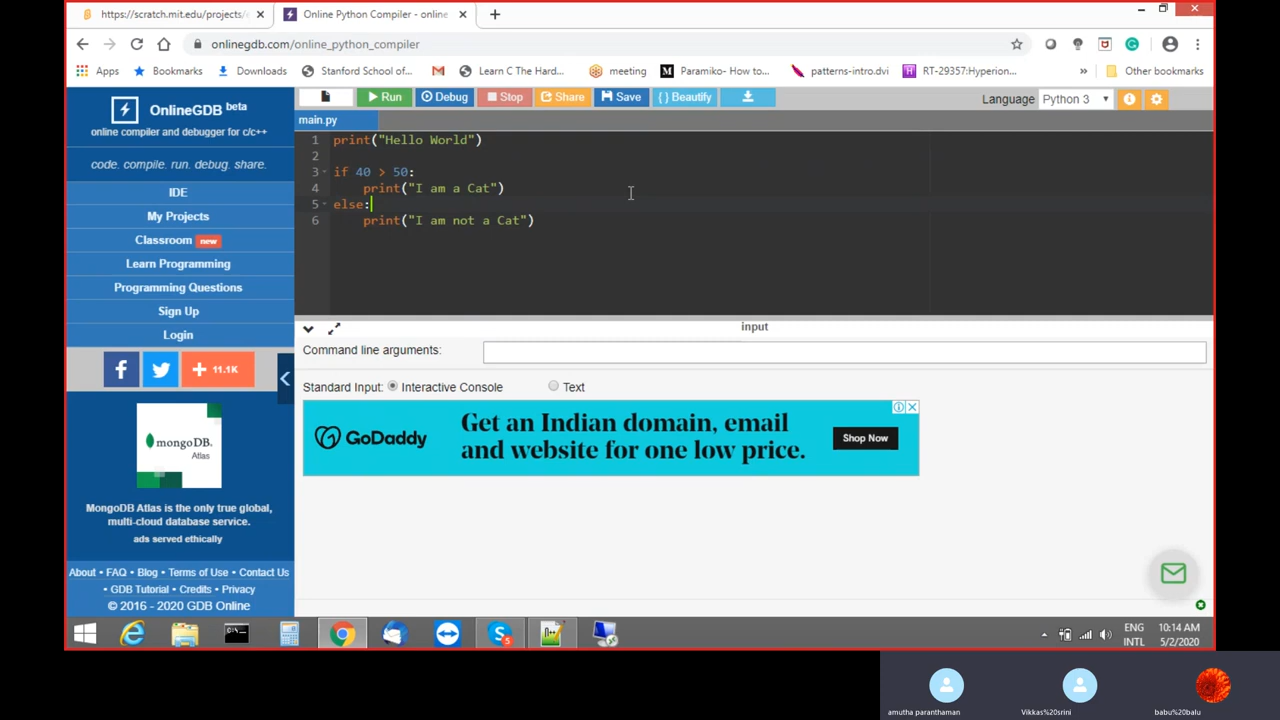 https://scratch.mit.edu/projects/
Online Python Compiler - online
onlinegdb.com/online_python_compiler
Apps
Bookmarks
Downloads
Stanford School of...
Learn C The Hard...
meeting
Paramiko- How to...
patterns-intro.dvi
RT-29357:Hyperion...
»
Other bookmarks
OnlineGDB beta
online compiler and debugger for c/c++
code. compile. run. debug. share.
IDE
My Projects
Classroom new
Learn Programming
Programming Questions
Sign Up
Login
11.1K
mongoDB.
Atlas
MongoDB Atlas is the only true global,
multi-cloud database service.
ads served ethically
About • FAQ • Blog • Terms of Use • Contact Us
• GDB Tutorial • Credits • Privacy
© 2016 - 2020 GDB Online
Run
Debug
Stop
Share
Save
{ } Beautify
Language Python 3
main.py
1 print("Hello World")
2
3 if 40 > 50:
4     print("I am a Cat")
5 else:
6     print("I am not a Cat")
input
Command line arguments:
Standard Input: Interactive Console Text
GoDaddy
Get an Indian domain, email
and website for one low price.
Shop Now
ENG
INTL
10:14 AM
5/2/2020
amutha paranthaman
Vikkas%20srini
babu%20balu